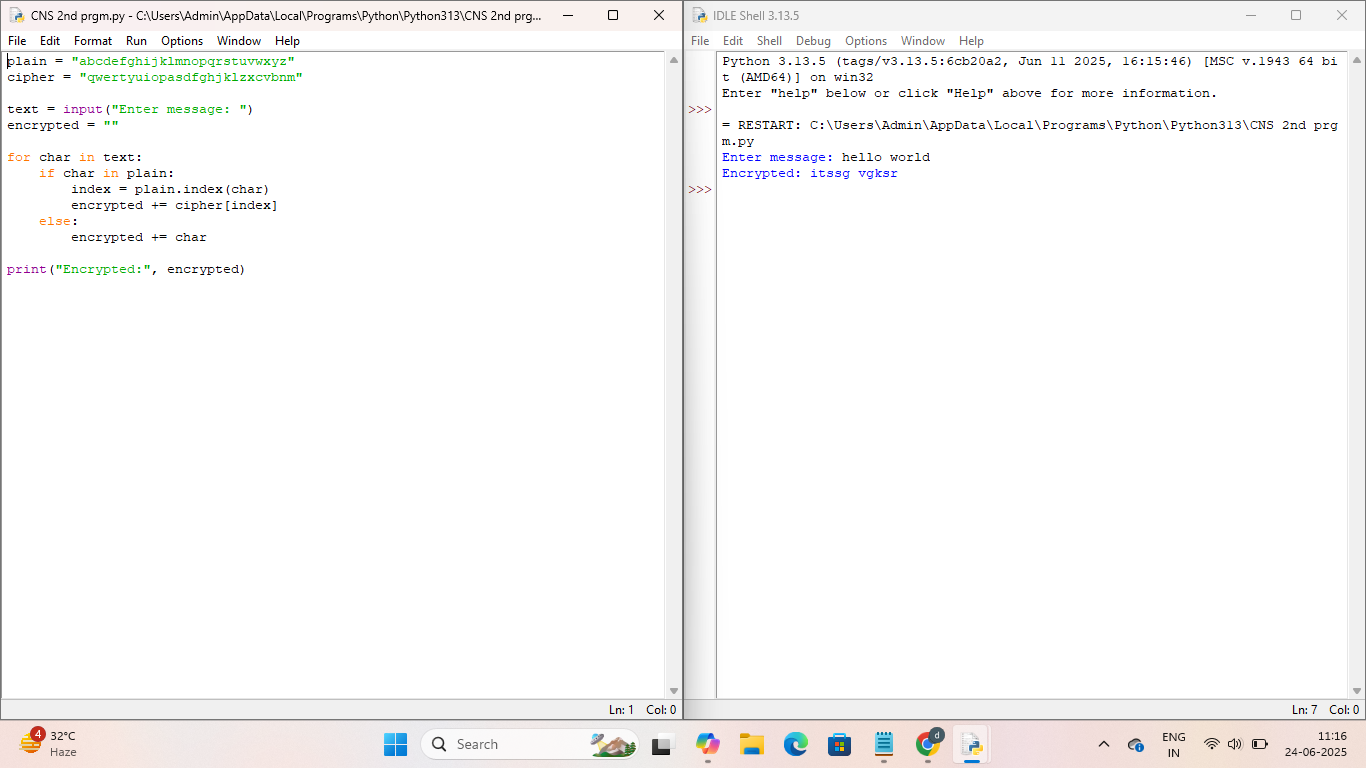 CNS 2nd prgm.py - C:\Users\Admin\AppData\Local\Programs\Python\Python313\CNS 2nd prg...
File Edit Format Run Options Window Help
plain = "abcdefghijklmnopqrstuvwxyz"
cipher = "qwertyuiopasdfghjklzxcvbnm"
text = input("Enter message: ")
encrypted = ""
for char in text:
    if char in plain:
        index = plain.index(char)
        encrypted += cipher[index]
    else:
        encrypted += char
print("Encrypted:", encrypted)
Ln: 1 Col: 0
IDLE Shell 3.13.5
File Edit Shell Debug Options Window Help
Python 3.13.5 (tags/v3.13.5:6cb20a2, Jun 11 2025, 16:15:46) [MSC v.1943 64 bi
t (AMD64)] on win32
Enter "help" below or click "Help" above for more information.
>>>
= RESTART: C:\Users\Admin\AppData\Local\Programs\Python\Python313\CNS 2nd prg
m.py
Enter message: hello world
Encrypted: itssg vgksr
>>>
Ln: 7 Col: 0
4
32°C
Haze
Search
d
ENG
IN
11:16
24-06-2025